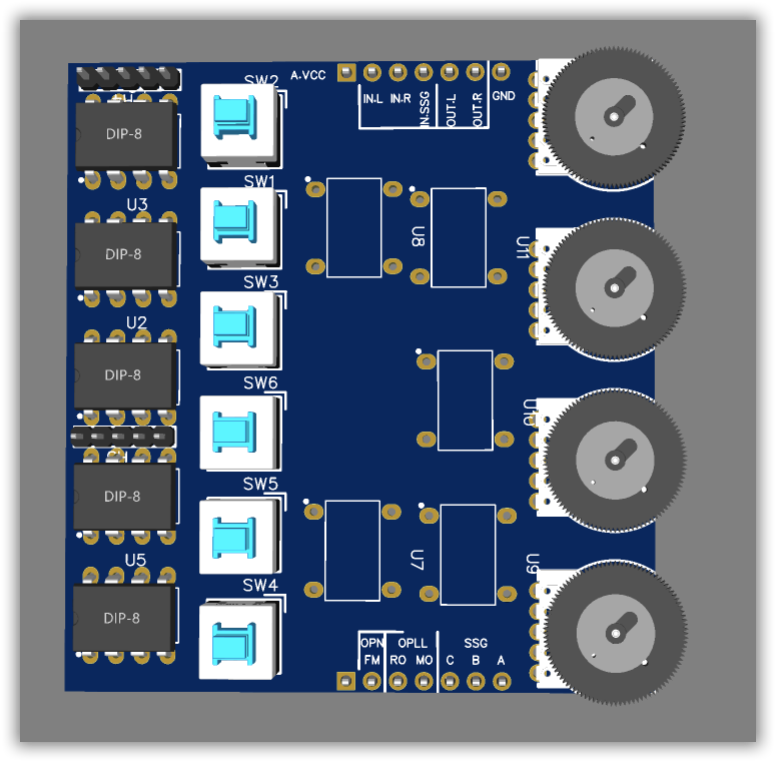 SW2
A.VCC
IN.L IN.R IN.SSG OUT.L OUT.R GND
DIP-8
SW1
U3
U8
U11
DIP-8
SW3
U2
DIP-8
SW6
U10
DIP-8
SW5
U7
U9
U5
SW4
DIP-8
OPN OPLL SSG
FM RO MO C B A